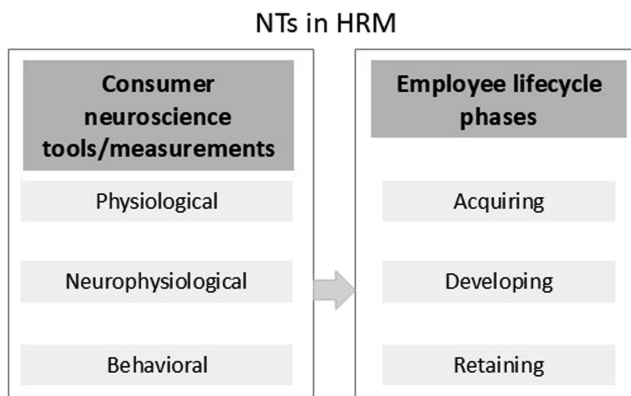 NTs in HRM
Consumer
neuroscience
tools/measurements
Physiological
Neurophysiological
Behavioral
Employee lifecycle
phases
Acquiring
Developing
Retaining